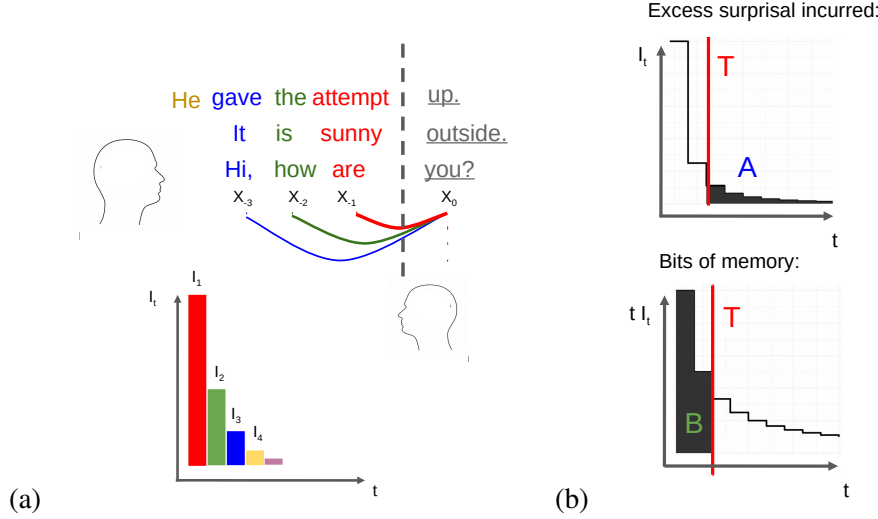 He gave the attempt up.
It is sunny outside.
Hi, how are you?
X-3 X-2 X-1 X0
I1
It
I2
I3
I4
t
(a)
Excess surprisal incurred:
It
T
A
t
Bits of memory:
t It
T
B
t
(b)